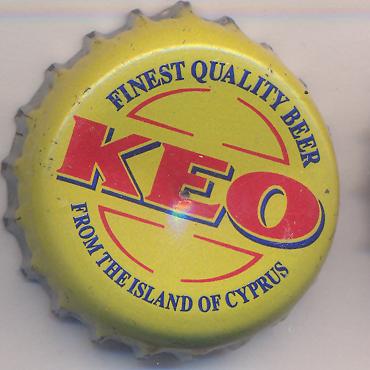 FINEST QUALITY BEER
KEO
FROM THE ISLAND OF CYPRUS